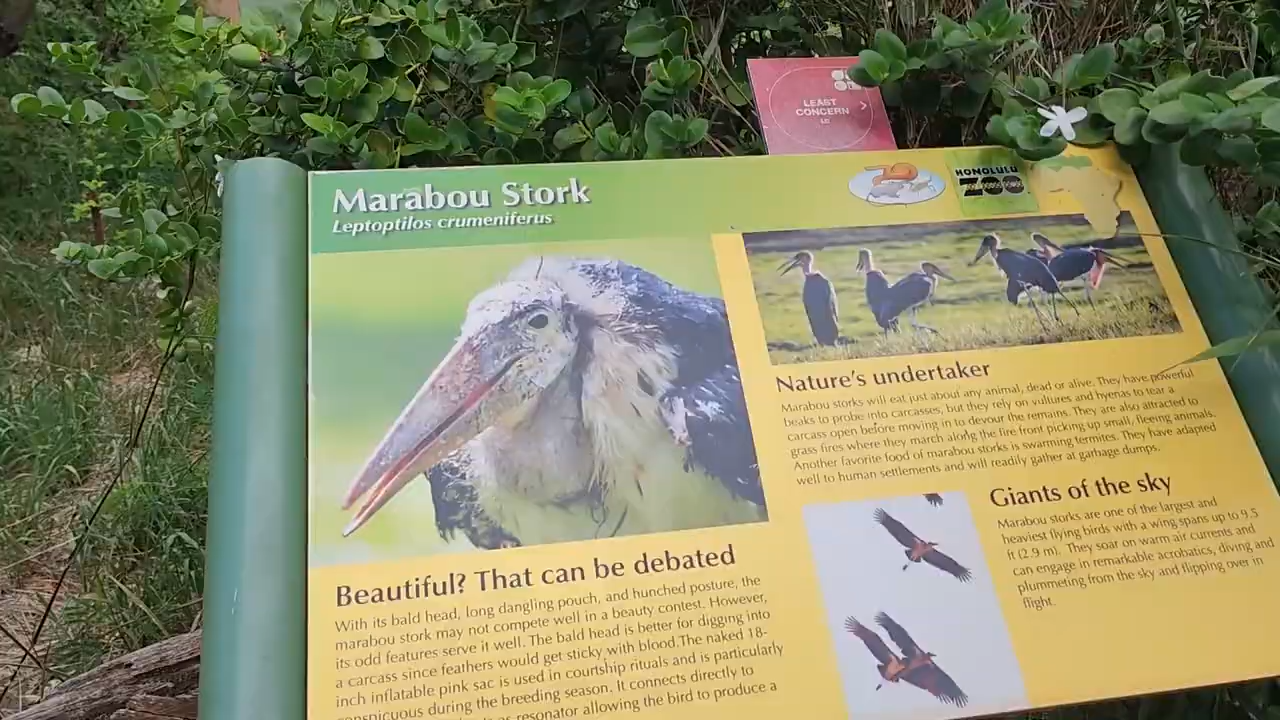 LEAST
CONCERN
LC
Marabou Stork
Leptoptilos crumeniferus
HONOLULU
ZOO
Nature's undertaker
Marabou storks will eat just about any animal, dead or alive. They have powerful
beaks to probe into carcasses, but they rely on vultures and hyenas to tear a
carcass open before moving in to devour the remains. They are also attracted to
grass fires where they march along the fire front picking up small, fleeing animals.
Another favorite food of marabou storks is swarming termites. They have adapted
well to human settlements and will readily gather at garbage dumps.
Giants of the sky
Marabou storks are one of the largest and
heaviest flying birds with a wing spans up to 9.5
ft (2.9 m). They soar on warm air currents and
can engage in remarkable acrobatics, diving and
plummeting from the sky and flipping over in
flight.
Beautiful? That can be debated
With its bald head, long dangling pouch, and hunched posture, the
marabou stork may not compete well in a beauty contest. However,
its odd features serve it well. The bald head is better for digging into
a carcass since feathers would get sticky with blood.The naked 18-
inch inflatable pink sac is used in courtship rituals and is particularly
conspicuous during the breeding season. It connects directly to
as resonator allowing the bird to produce a